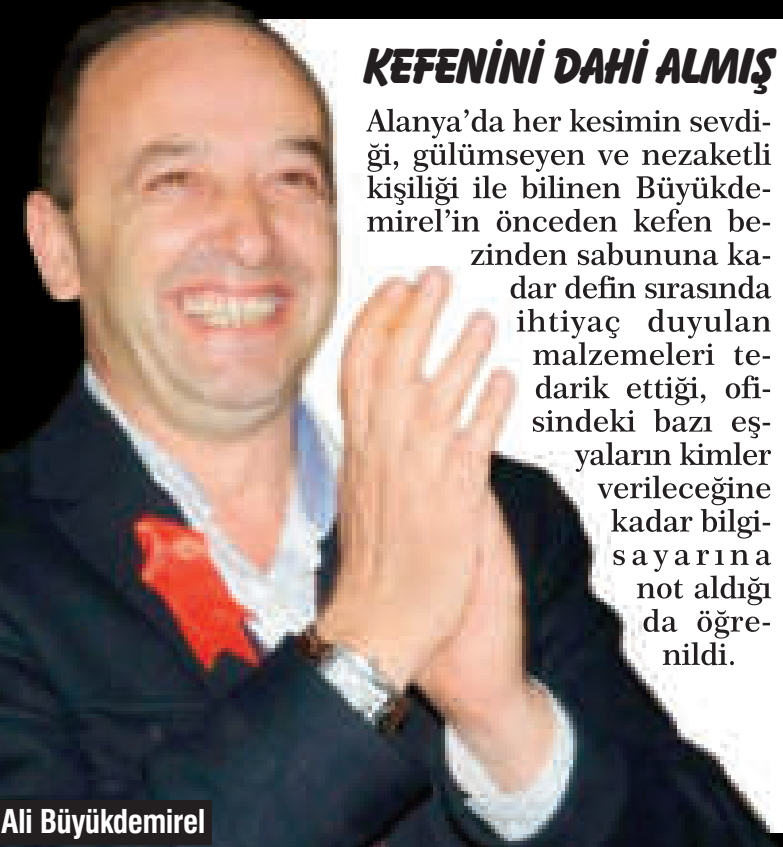 KEFENİNİ DAHİ ALMIŞ
Alanya’da her kesimin sevdi-
ği, gülümseyen ve nezaketli
kişiliği ile bilinen Büyükde-
mirel’in önceden kefen be-
zinden sabununa ka-
dar defin sırasında
ihtiyaç duyulan
malzemeleri te-
darik ettiği, ofi-
sindeki bazı eş-
yaların kimler
verileceğine
kadar bilgi-
sayarına
not aldığı
da öğre-
nildi.
Ali Büyükdemirel